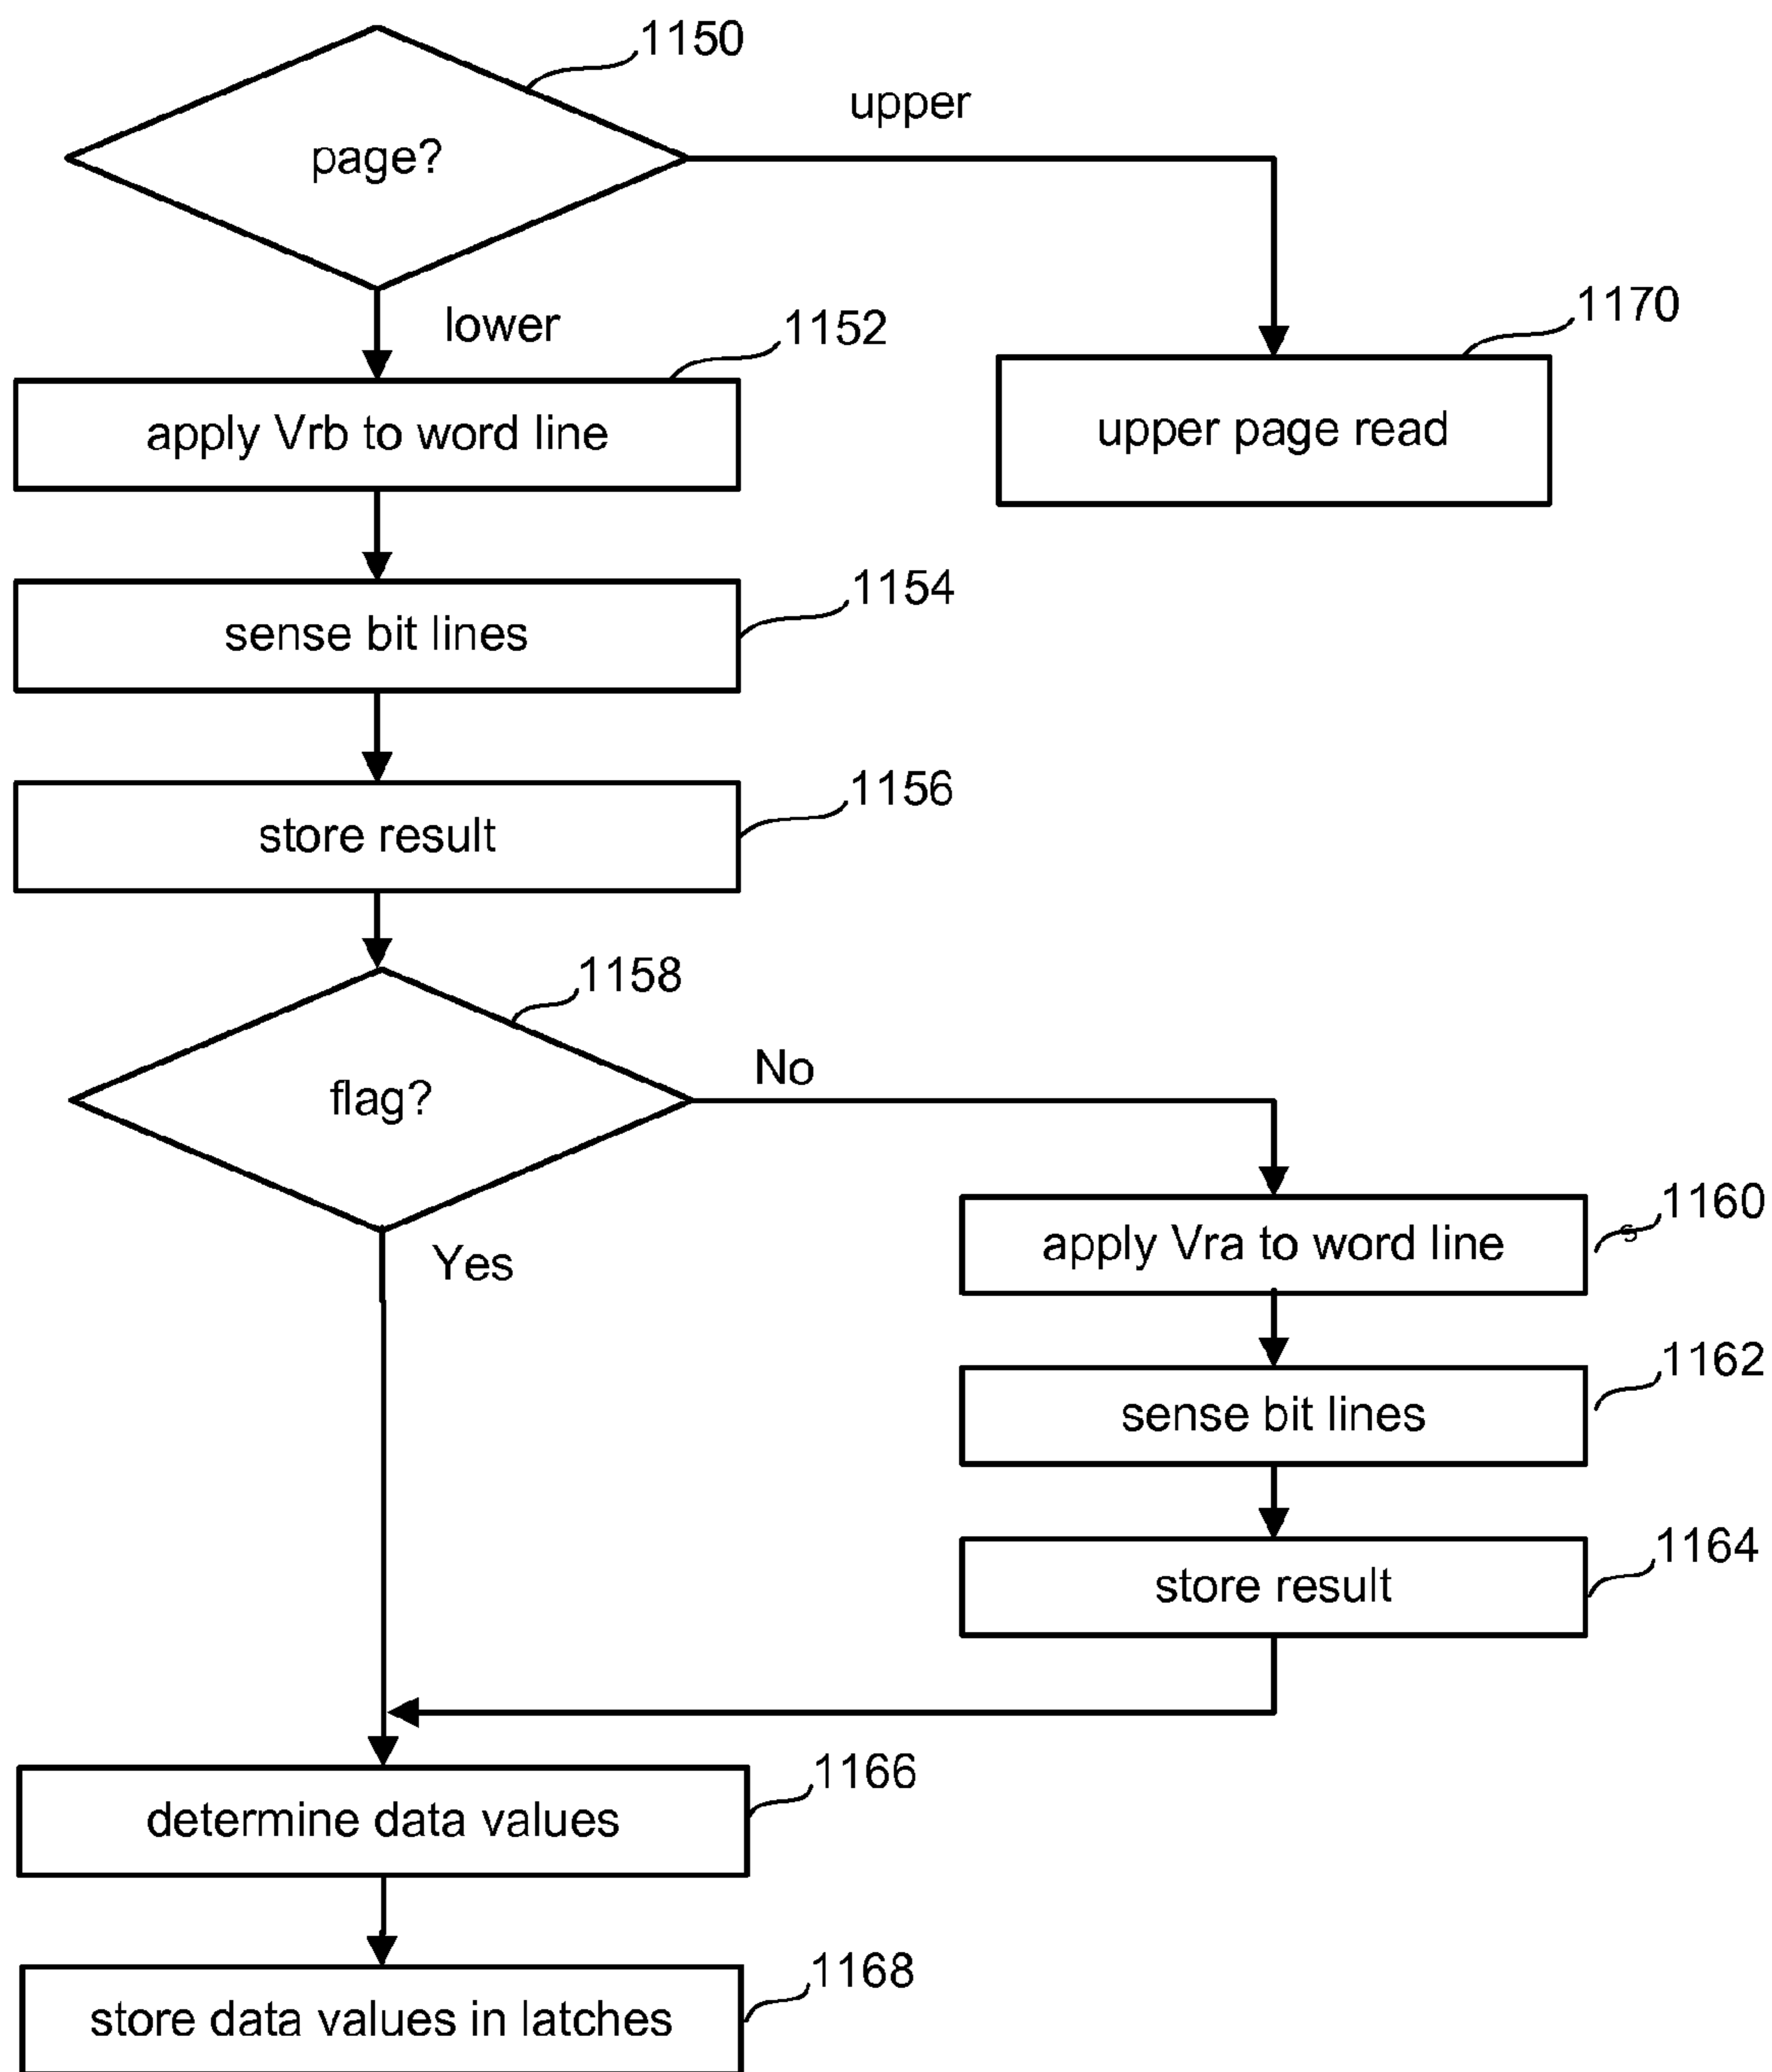 1150
upper
page?
lower
1152
1170
apply Vrb to word line
upper page read
1154
sense bit lines
1156
store result
1158
No
flag?
Yes
1160
s
apply Vra to word line
1162
sense bit lines
1164
store result
1166
determine data values
1168
store data values in latches